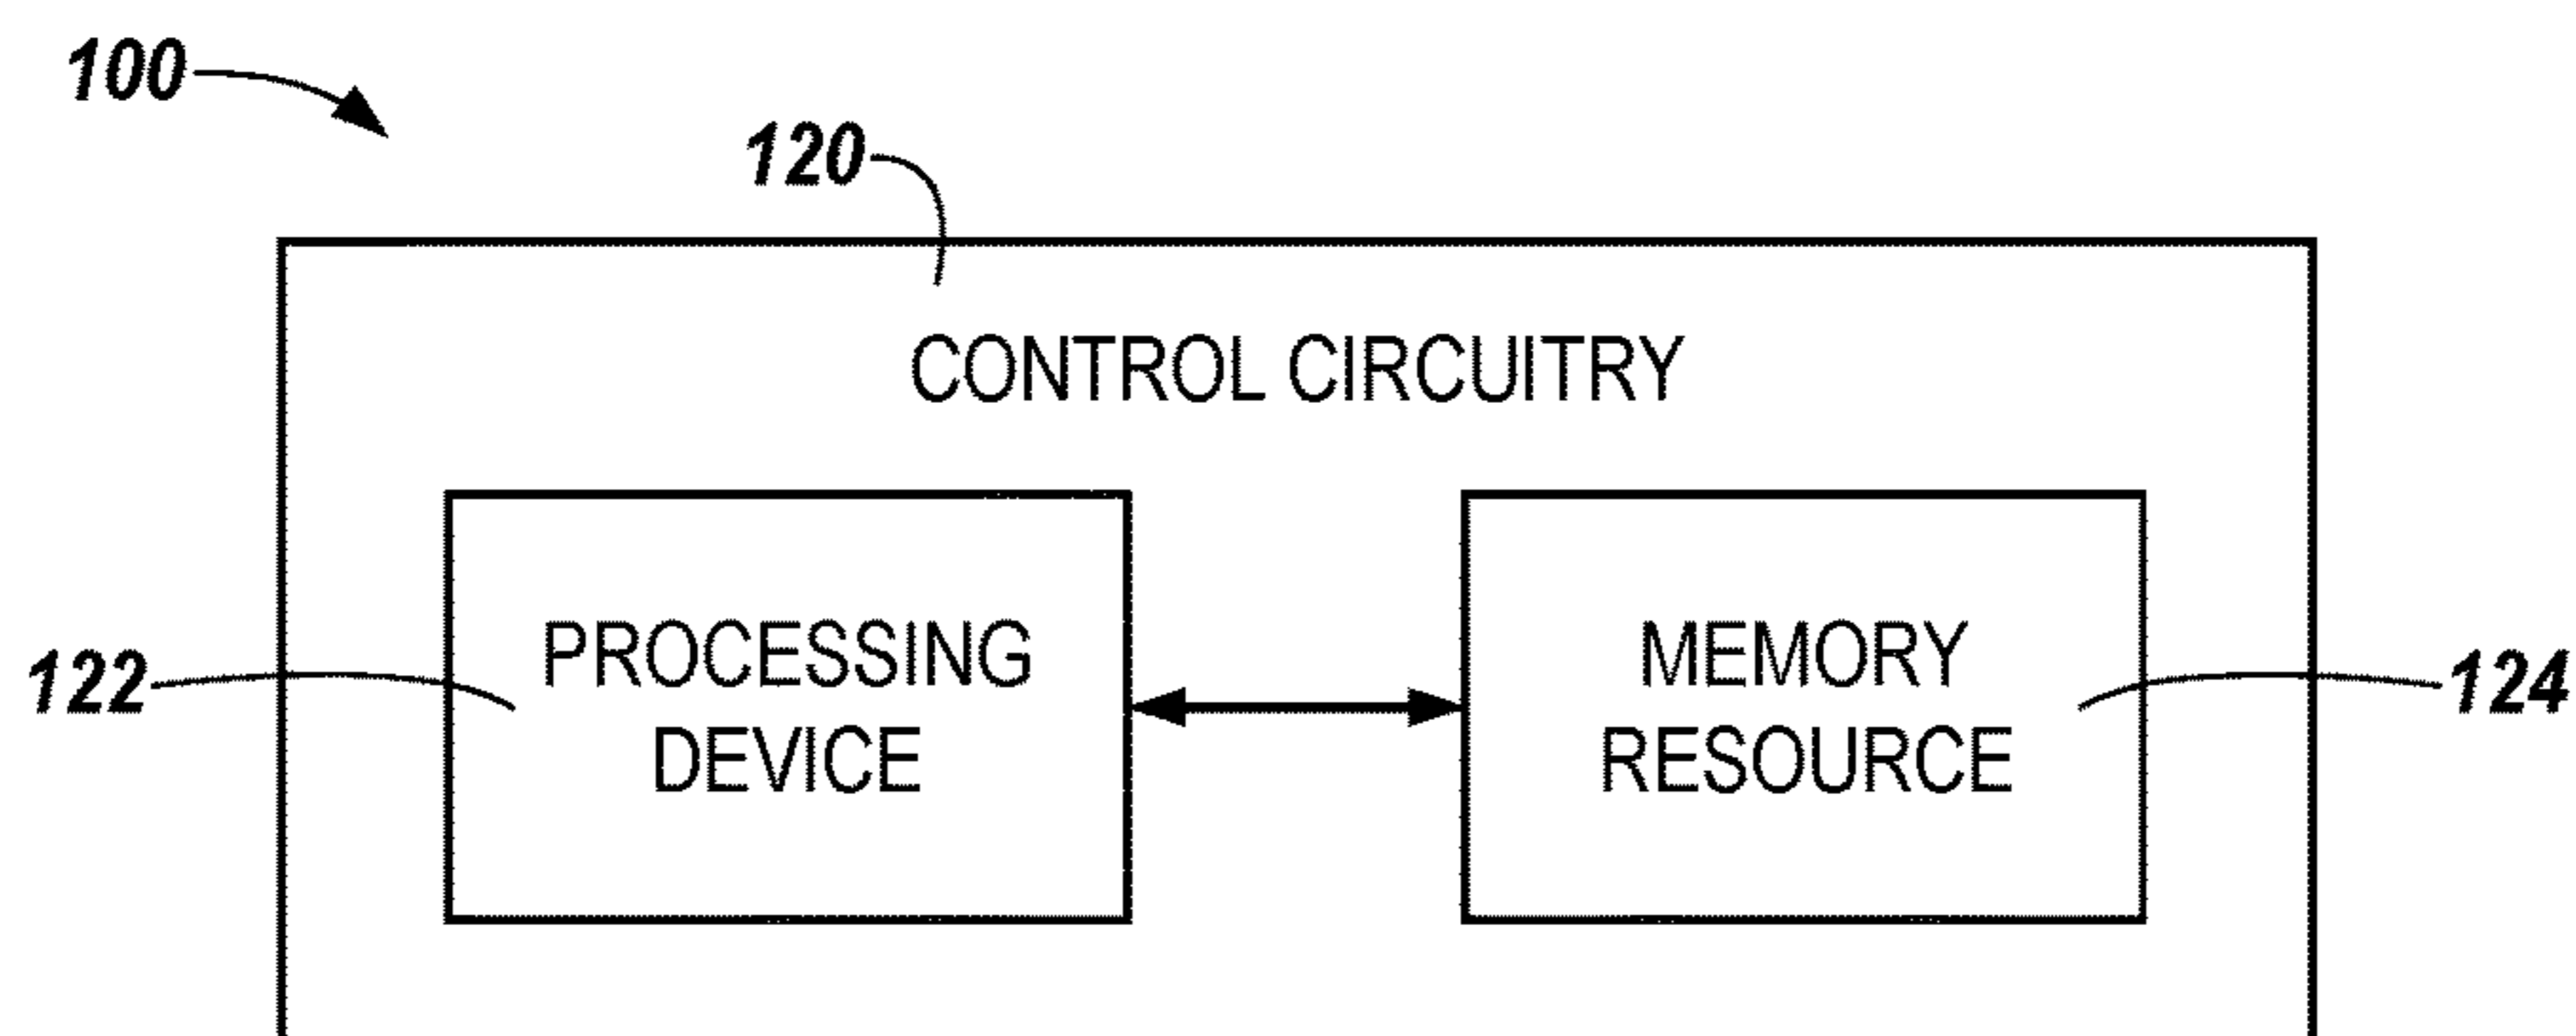 100
120
CONTROL CIRCUITRY
PROCESSING
DEVICE
MEMORY
RESOURCE
122
124